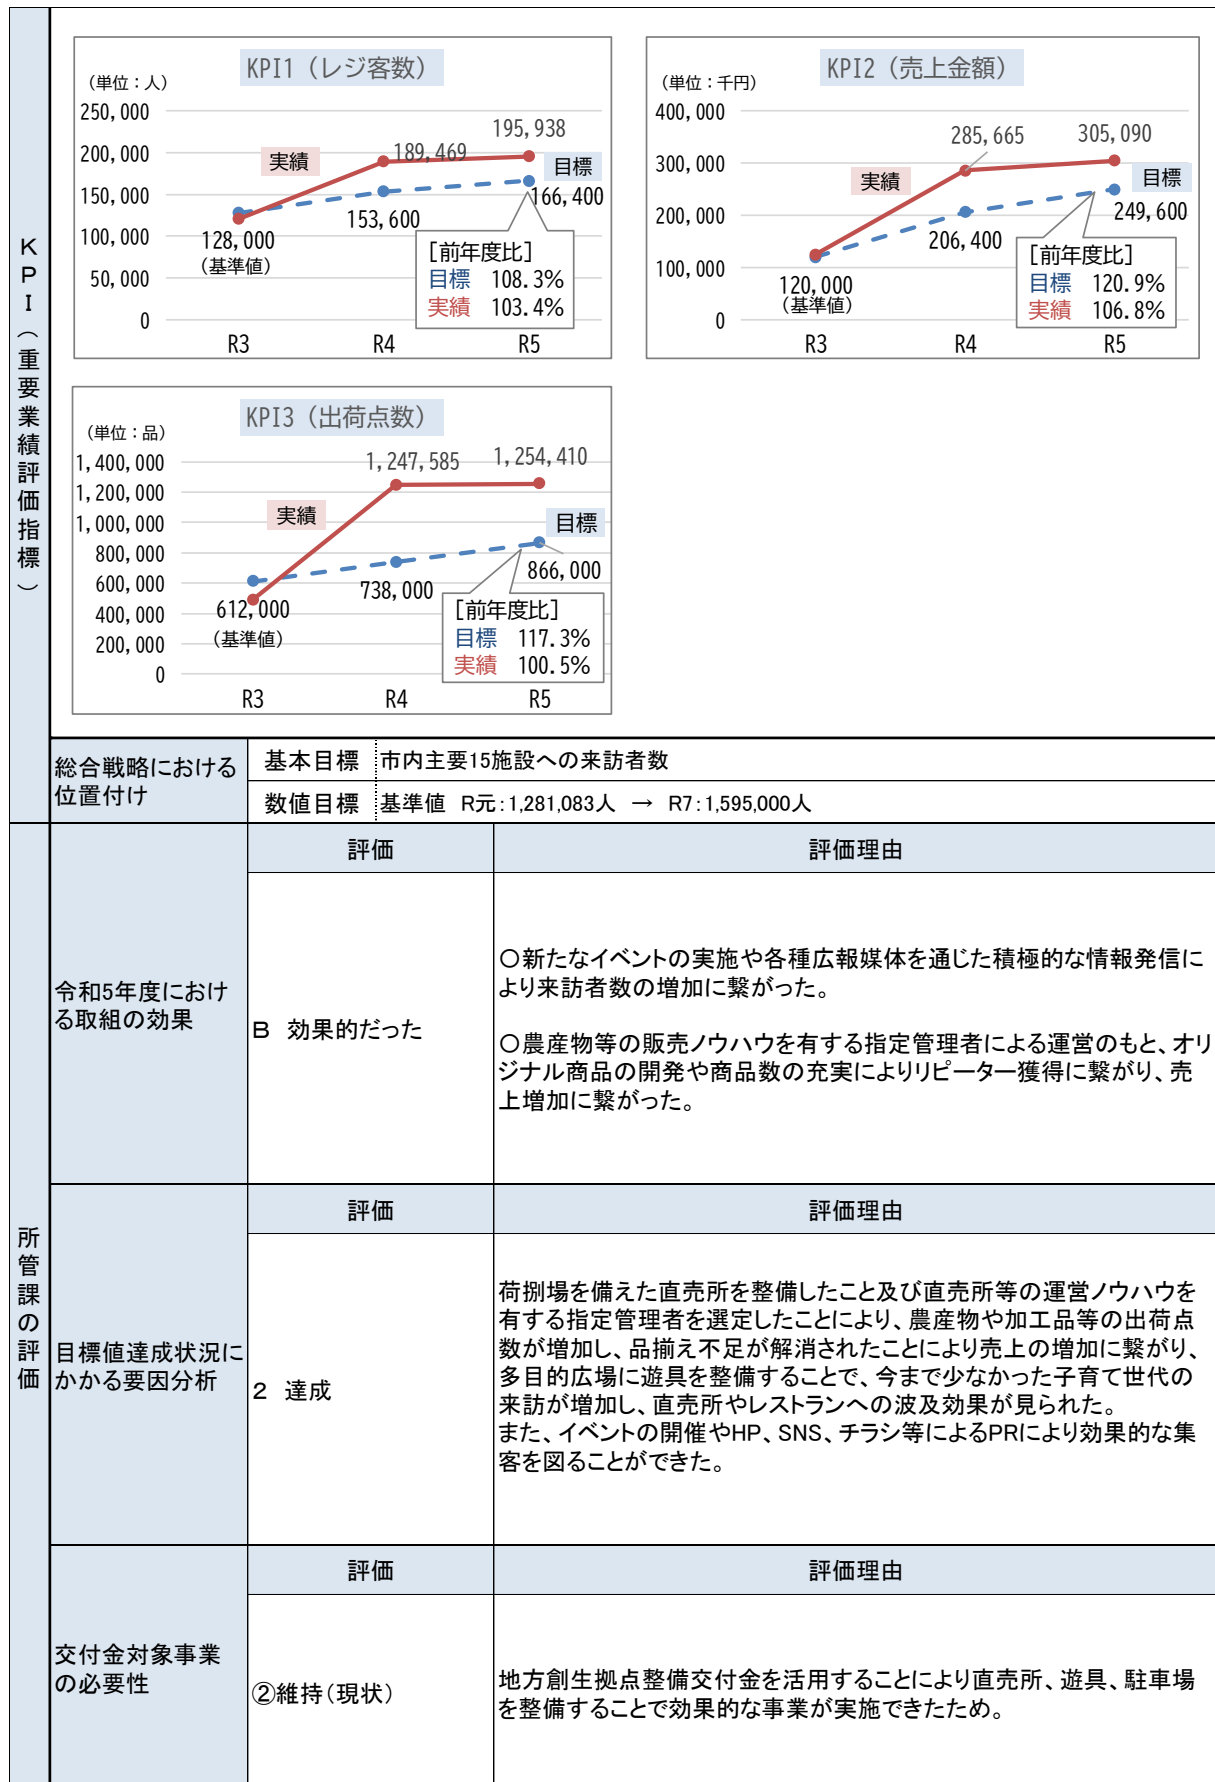 KPI(重要業績評価指標)
KPI1(レジ客数)
(単位:人)
250,000
200,000
150,000
100,000
50,000
0
195,938
189,469
実績
目標
166,400
153,600
128,000
(基準値)
[前年度比]
目標 108.3%
実績 103.4%
R3 R4 R5
KPI2(売上金額)
(単位:千円)
400,000
300,000
200,000
100,000
0
305,090
285,665
実績
目標
249,600
206,400
120,000
(基準値)
[前年度比]
目標 120.9%
実績 106.8%
R3 R4 R5
KPI3(出荷点数)
(単位:品)
1,400,000
1,200,000
1,000,000
800,000
600,000
400,000
200,000
0
1,247,585
1,254,410
実績
目標
866,000
738,000
612,000
(基準値)
[前年度比]
目標 117.3%
実績 100.5%
R3 R4 R5
総合戦略における
位置付け
基本目標 市内主要15施設への来訪者数
数値目標 基準値 R元:1,281,083人 → R7:1,595,000人
所管課の評価
評価 評価理由
令和5年度におけ
る取組の効果
B 効果的だった
〇新たなイベントの実施や各種広報媒体を通じた積極的な情報発信に
より来訪者数の増加に繋がった。
〇農産物等の販売ノウハウを有する指定管理者による運営のもと、オリ
ジナル商品の開発や商品数の充実によりリピーター獲得に繋がり、売
上増加に繋がった。
評価 評価理由
目標値達成状況に
かかる要因分析
2 達成
荷捌場を備えた直売所を整備したこと及び直売所等の運営ノウハウを
有する指定管理者を選定したことにより、農産物や加工品等の出荷点
数が増加し、品揃え不足が解消されたことにより売上の増加に繋がり、
多目的広場に遊具を整備することで、今まで少なかった子育て世代の
来訪が増加し、直売所やレストランへの波及効果が見られた。
また、イベントの開催やHP、SNS、チラシ等によるPRにより効果的な集
客を図ることができた。
評価 評価理由
交付金対象事業
の必要性
②維持(現状)
地方創生拠点整備交付金を活用することにより直売所、遊具、駐車場
を整備することで効果的な事業が実施できたため。